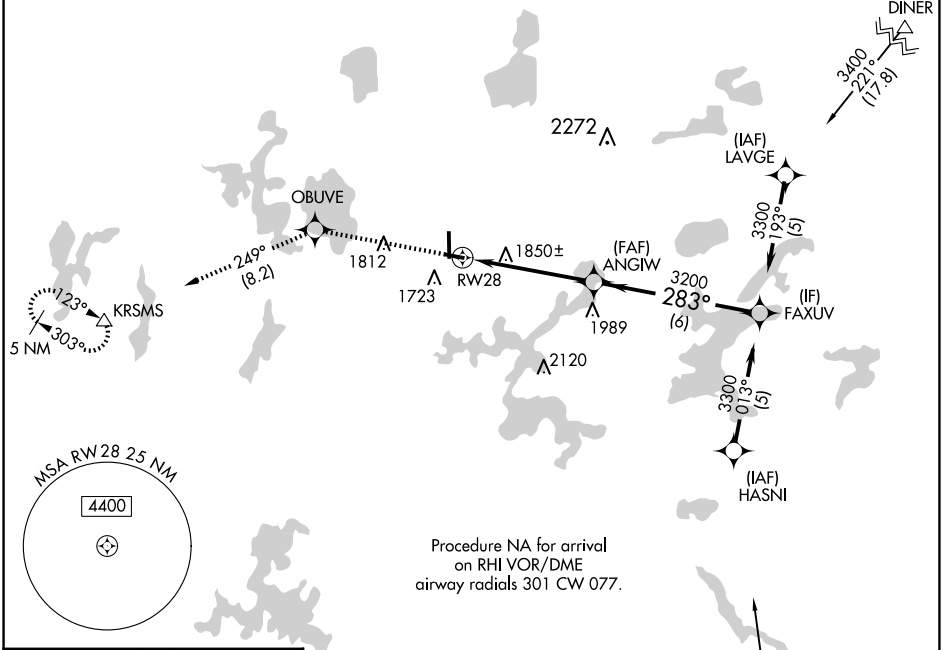 DINER
3400
221°
(17.8)
2272
(IAF)
LAVGE
3300
193°
(5)
OBUVE
249°
(8.2)
1812
1723
RW28
1850±
(FAF)
ANGIW
3200
283°
(6)
(IF)
FAXUV
1989
2120
123°
303°
KRSMS
5 NM
3300
013°
(5)
(IAF)
HASNI
MSA RW 28 25 NM
4400
Procedure NA for arrival
on RHI VOR/DME
airway radials 301 CW 077.